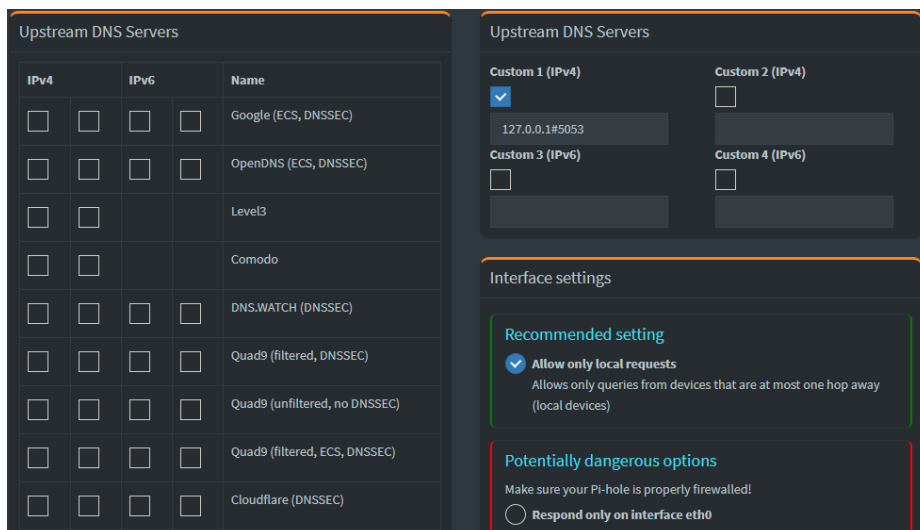 Upstream DNS Servers
IPv4 IPv6 Name
Google (ECS, DNSSEC)
OpenDNS (ECS, DNSSEC)
Level3
Comodo
DNS.WATCH (DNSSEC)
Quad9 (filtered, DNSSEC)
Quad9 (unfiltered, no DNSSEC)
Quad9 (filtered, ECS, DNSSEC)
Cloudflare (DNSSEC)
Upstream DNS Servers
Custom 1 (IPv4) Custom 2 (IPv4)
127.0.0.1#5053
Custom 3 (IPv6) Custom 4 (IPv6)
Interface settings
Recommended setting
Allow only local requests
Allows only queries from devices that are at most one hop away
(local devices)
Potentially dangerous options
Make sure your Pi-hole is properly firewalled!
Respond only on interface eth0